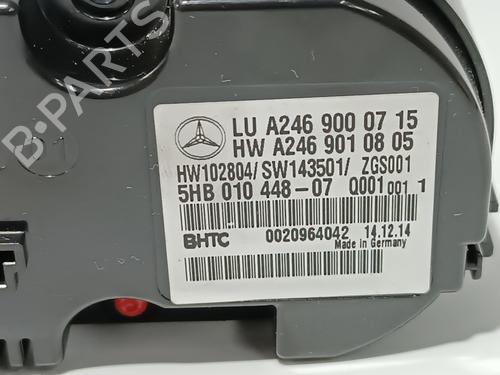 B-PARTS
LU A246 900 07 15
HW A246 901 08 05
HW102804/SW143501/ ZGS001
5HB 010 448-07 Q001 001 1
BHTC 0020964042 14.12.14
Made in Germany